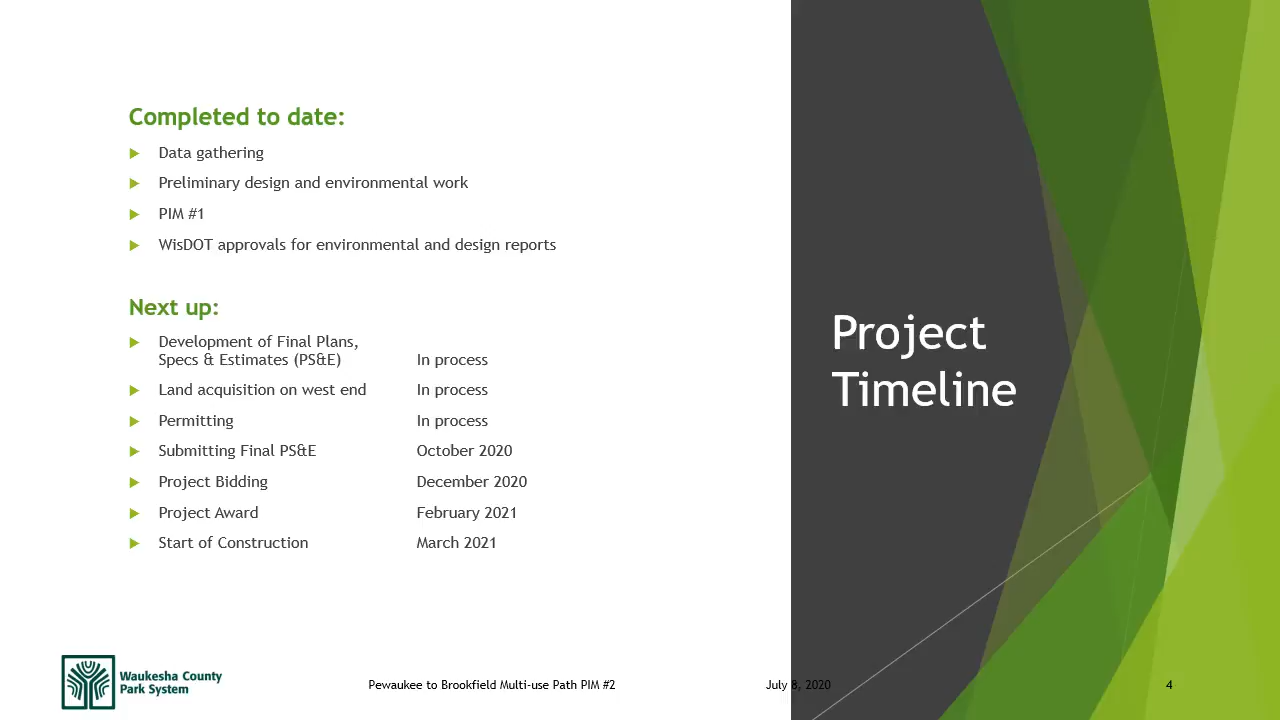 Completed to date:
Data gathering
Preliminary design and environmental work
PIM #1
WisDOT approvals for environmental and design reports
Next up:
Development of Final Plans,
Specs & Estimates (PS&E) In process
Land acquisition on west end In process
Permitting In process
Submitting Final PS&E October 2020
Project Bidding December 2020
Project Award February 2021
Start of Construction March 2021
Project
Timeline
Waukesha County
Park System
Pewaukee to Brookfield Multi-use Path PIM #2 July 8, 2020 4